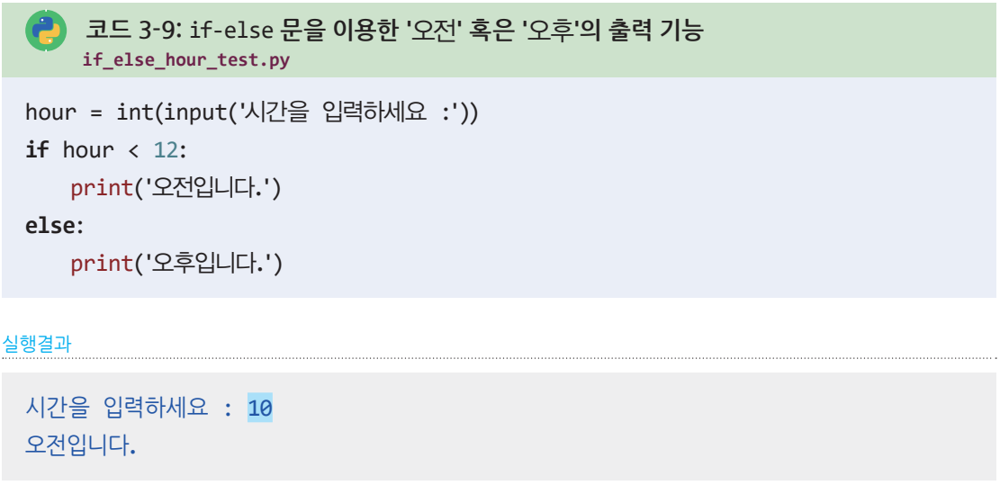 코드 3-9: if-else 문을 이용한 '오전' 혹은 '오후'의 출력 기능
if_else_hour_test.py
hour = int(input('시간을 입력하세요 :'))
if hour < 12:
    print('오전입니다.')
else:
    print('오후입니다.')
실행결과
시간을 입력하세요 : 10
오전입니다.